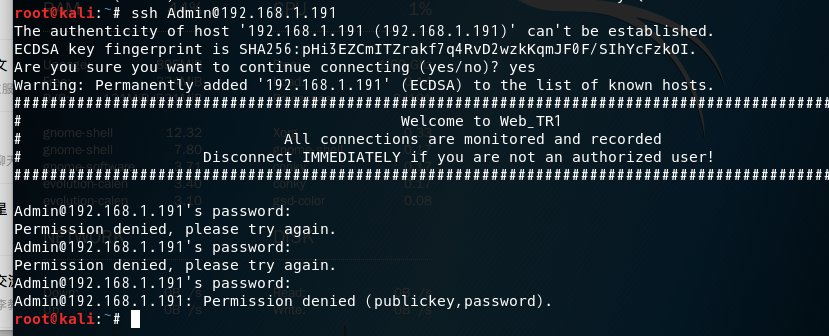 root@kali:~# ssh Admin@192.168.1.191
The authenticity of host '192.168.1.191 (192.168.1.191)' can't be established.
ECDSA key fingerprint is SHA256:pHi3EZCmITZrakf7q4RvD2wzkKqmJF0F/SIhYcFzkOI.
Are you sure you want to continue connecting (yes/no)? yes
Warning: Permanently added '192.168.1.191' (ECDSA) to the list of known hosts.
###########################################################################################
# Welcome to Web_TR1
# All connections are monitored and recorded
# Disconnect IMMEDIATELY if you are not an authorized user!
###########################################################################################
Admin@192.168.1.191's password:
Permission denied, please try again.
Admin@192.168.1.191's password:
Permission denied, please try again.
Admin@192.168.1.191's password:
Admin@192.168.1.191: Permission denied (publickey,password).
root@kali:~#